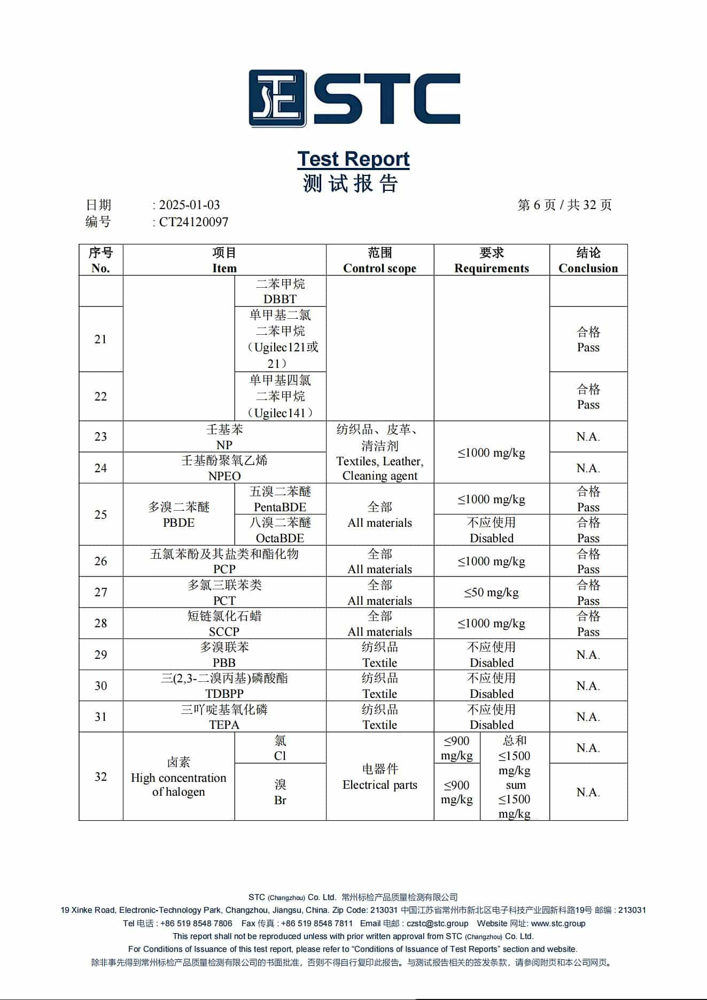 STC
Test Report
测试报告
日期 : 2025-01-03 第 6 页 / 共 32 页
编号 : CT24120097
序号 项目 范围 要求 结论
No. Item Control scope Requirements Conclusion
二苯甲烷
DBBT
21 单甲基二氯
二苯甲烷
（Ugilec121或
21）
合格
Pass
22 单甲基四氯
二苯甲烷
（Ugilec141）
合格
Pass
23 壬基苯
NP
纺织品、皮革、
清洁剂
Textiles, Leather,
Cleaning agent
≤1000 mg/kg
N.A.
24 壬基酚聚氧乙烯
NPEO
N.A.
25 多溴二苯醚
PBDE
五溴二苯醚
PentaBDE
全部
All materials
≤1000 mg/kg
合格
Pass
八溴二苯醚
OctaBDE
不应使用
Disabled
合格
Pass
26 五氯苯酚及其盐类和酯化物
PCP
全部
All materials
≤1000 mg/kg
合格
Pass
27 多氯三联苯类
PCT
全部
All materials
≤50 mg/kg
合格
Pass
28 短链氯化石蜡
SCCP
全部
All materials
≤1000 mg/kg
合格
Pass
29 多溴联苯
PBB
纺织品
Textile
不应使用
Disabled
N.A.
30 三(2,3-二溴丙基)磷酸酯
TDBPP
纺织品
Textile
不应使用
Disabled
N.A.
31 三吖啶基氧化磷
TEPA
纺织品
Textile
不应使用
Disabled
N.A.
32 卤素
High concentration
of halogen
氯
Cl
电器件
Electrical parts
≤900
mg/kg
总和
≤1500
mg/kg
sum
≤1500
mg/kg
N.A.
溴
Br
≤900
mg/kg
N.A.
STC (Changzhou) Co. Ltd. 常州标检产品质量检测有限公司
19 Xinke Road, Electronic-Technology Park, Changzhou, Jiangsu, China. Zip Code: 213031 中国江苏省常州市新北区电子科技产业园新科路19号 邮编 : 213031
Tel 电话 : +86 519 8548 7806 Fax 传真 : +86 519 8548 7811 Email 电邮 : czstc@stc.group Website 网址: www.stc.group
This report shall not be reproduced unless with prior written approval from STC (Changzhou) Co. Ltd.
For Conditions of Issuance of this test report, please refer to “Conditions of Issuance of Test Reports” section and website.
除非事先得到常州标检产品质量检测有限公司的书面批准，否则不得自行复印此报告。与测试报告相关的签发条款，请参阅附页和本公司网页。